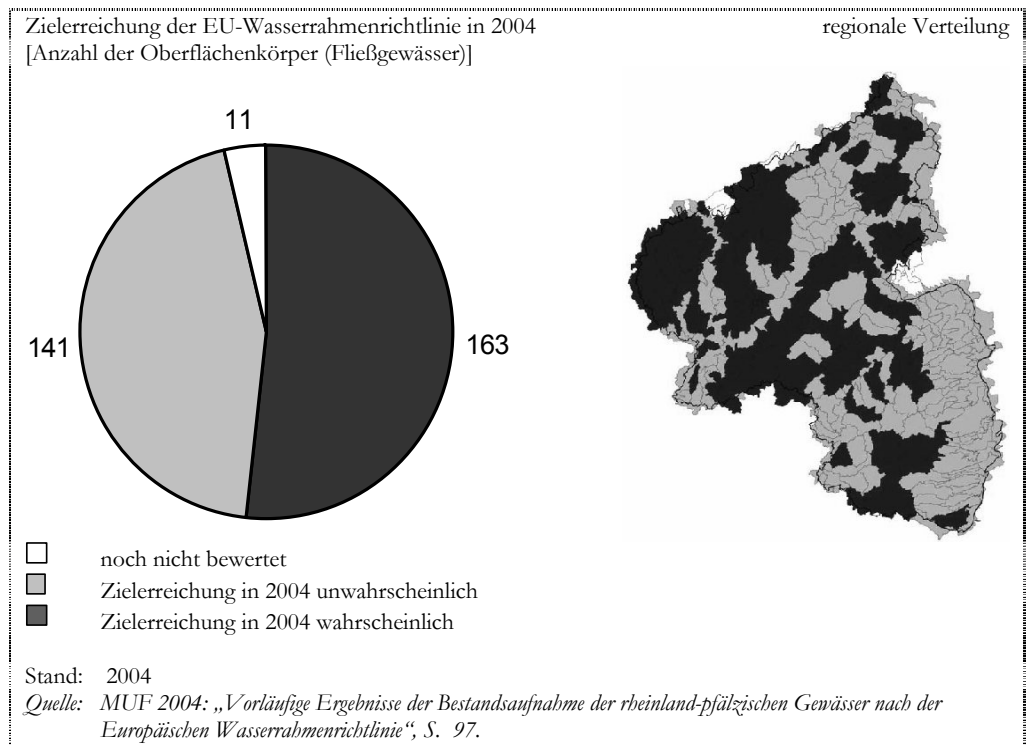 Zielerreichung der EU-Wasserrahmenrichtlinie in 2004
regionale Verteilung
[Anzahl der Oberflächenkörper (Fließgewässer)]
11
141
163
noch nicht bewertet
Zielerreichung in 2004 unwahrscheinlich
Zielerreichung in 2004 wahrscheinlich
Stand: 2004
Quelle: MUF 2004: „Vorläufige Ergebnisse der Bestandsaufnahme der rheinland-pfälzischen Gewässer nach der
Europäischen Wasserrahmenrichtlinie“, S. 97.